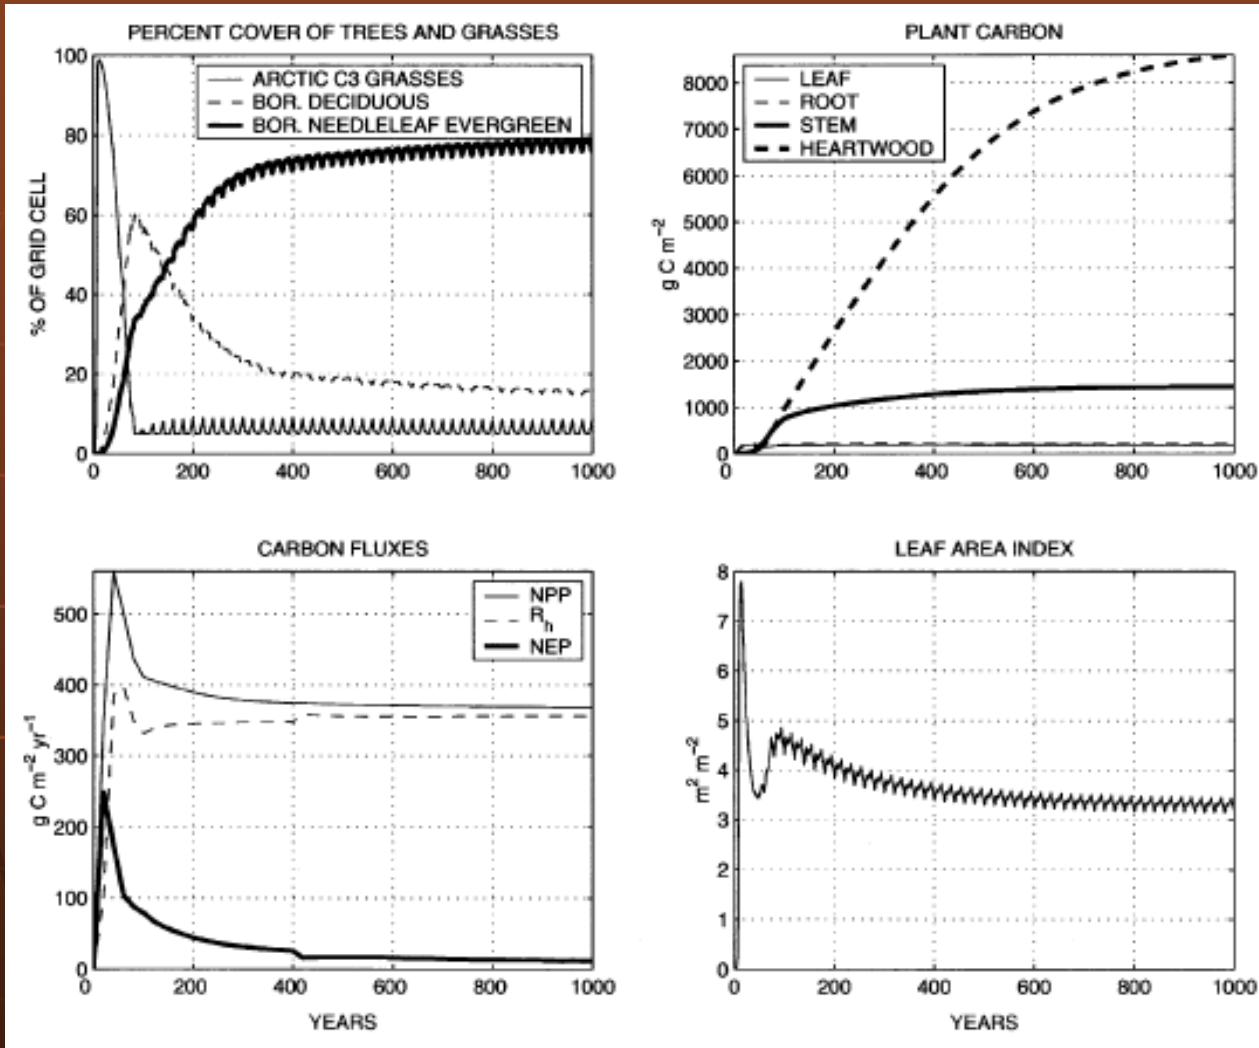 PERCENT COVER OF TREES AND GRASSES
100
80
60
40
20
0
% OF GRID CELL
ARCTIC C3 GRASSES
BOR. DECIDUOUS
BOR. NEEDLELEAF EVERGREEN
0 200 400 600 800 1000
PLANT CARBON
8000
7000
6000
5000
4000
3000
2000
1000
0
g C m⁻²
LEAF
ROOT
STEM
HEARTWOOD
0 200 400 600 800 1000
CARBON FLUXES
500
400
300
200
100
0
g C m⁻² yr⁻¹
NPP
Rh
NEP
0 200 400 600 800 1000
YEARS
LEAF AREA INDEX
8
7
6
5
4
3
2
1
0
m² m⁻²
0 200 400 600 800 1000
YEARS